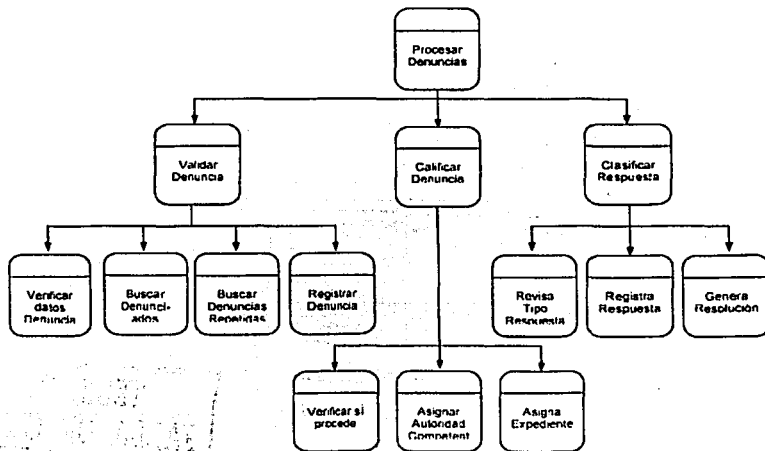 Procesar
Denuncias
Validar
Denuncia
Calificar
Denuncia
Clasificar
Respuesta
Verificar
datos
Denuncia
Buscar
Denunci-
ados
Buscar
Denuncias
Repetidas
Registrar
Denuncia
Revisa
Tipo
Respuesta
Registra
Respuesta
Genera
Resolución
Verificar si
procede
Asignar
Autoridad
Competent
Asigna
Expediente